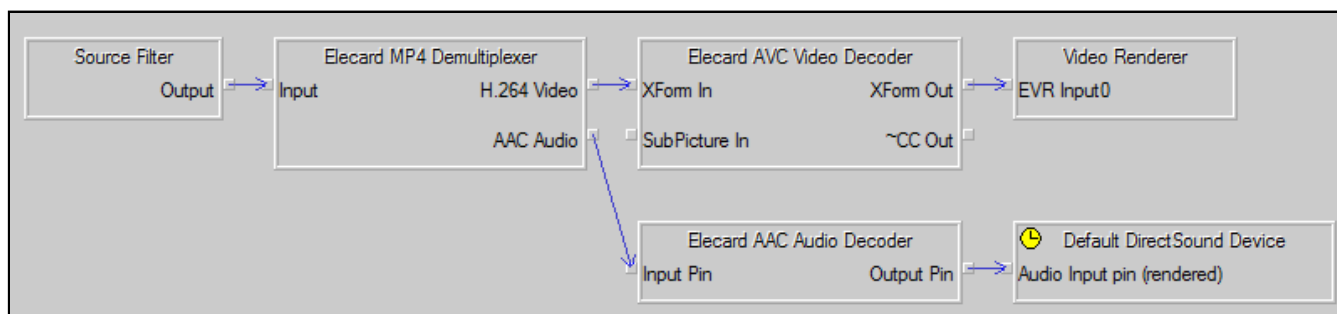 Source Filter
Output
Elecard MP4 Demultiplexer
Input
H.264 Video
AAC Audio
Elecard AVC Video Decoder
XForm In
XForm Out
SubPicture In
~CC Out
Video Renderer
EVR Input0
Elecard AAC Audio Decoder
Input Pin
Output Pin
Default DirectSound Device
Audio Input pin (rendered)